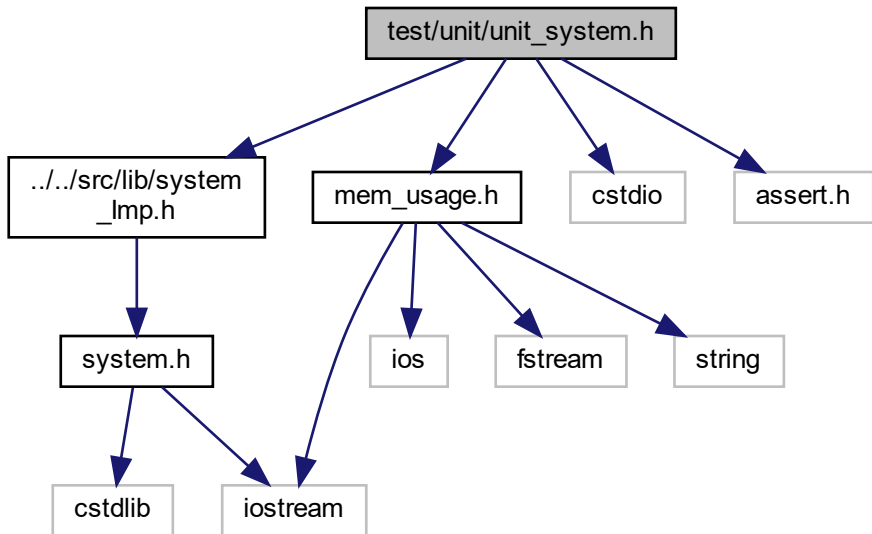 test/unit/unit_system.h
../../src/lib/system
_Imp.h
mem_usage.h
cstdio
assert.h
system.h
ios
fstream
string
cstdlib
iostream